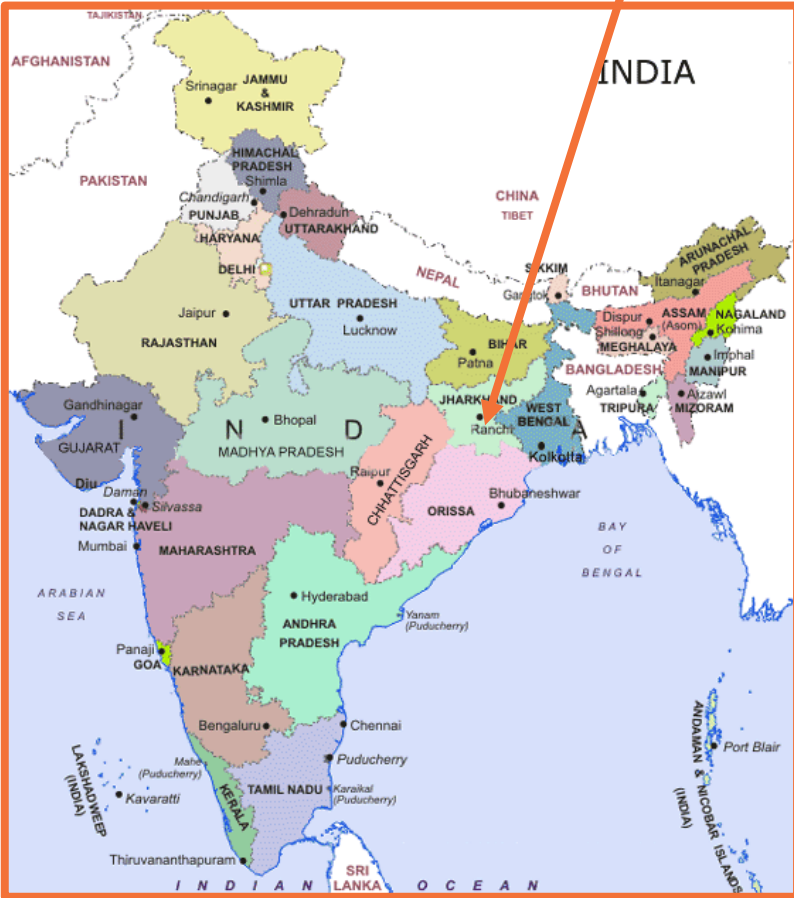 TAJIKISTAN
AFGHANISTAN
INDIA
Srinagar
JAMMU
&
KASHMIR
HIMACHAL
PRADESH
Shimla
PAKISTAN
Chandigarh
PUNJAB
Dehradun
UTTARAKHAND
CHINA
TIBET
HARYANA
DELHI
NEPAL
SIKKIM
Gangtok
BHUTAN
ARUNACHAL
PRADESH
Itanagar
Jaipur
RAJASTHAN
UTTAR PRADESH
Lucknow
BIHAR
Patna
Dispur
Shillong
MEGHALAYA
ASSAM
(Asom)
NAGALAND
Kohima
Imphal
MANIPUR
BANGLADESH
Agartala
TRIPURA
Aizawl
MIZORAM
Gandhinagar
I N D I A
GUJARAT
Bhopal
MADHYA PRADESH
JHARKHAND
Ranchi
WEST
BENGAL
Kolkotta
Diu
Daman
Silvassa
DADRA &
NAGAR HAVELI
Mumbai
MAHARASHTRA
Raipur
CHHATTISGARH
ORISSA
Bhubaneshwar
BAY
OF
BENGAL
ARABIAN
SEA
Hyderabad
ANDHRA
PRADESH
Yanam
(Puducherry)
Panaji
GOA
KARNATAKA
Bengaluru
Chennai
Mahe
(Puducherry)
Puducherry
KERALA
TAMIL NADU
Karaikal
(Puducherry)
LAKSHADWEEP
(INDIA)
Kavaratti
Thiruvananthapuram
ANDAMAN & NICOBAR ISLANDS
(INDIA)
Port Blair
SRI
LANKA
INDIAN OCEAN